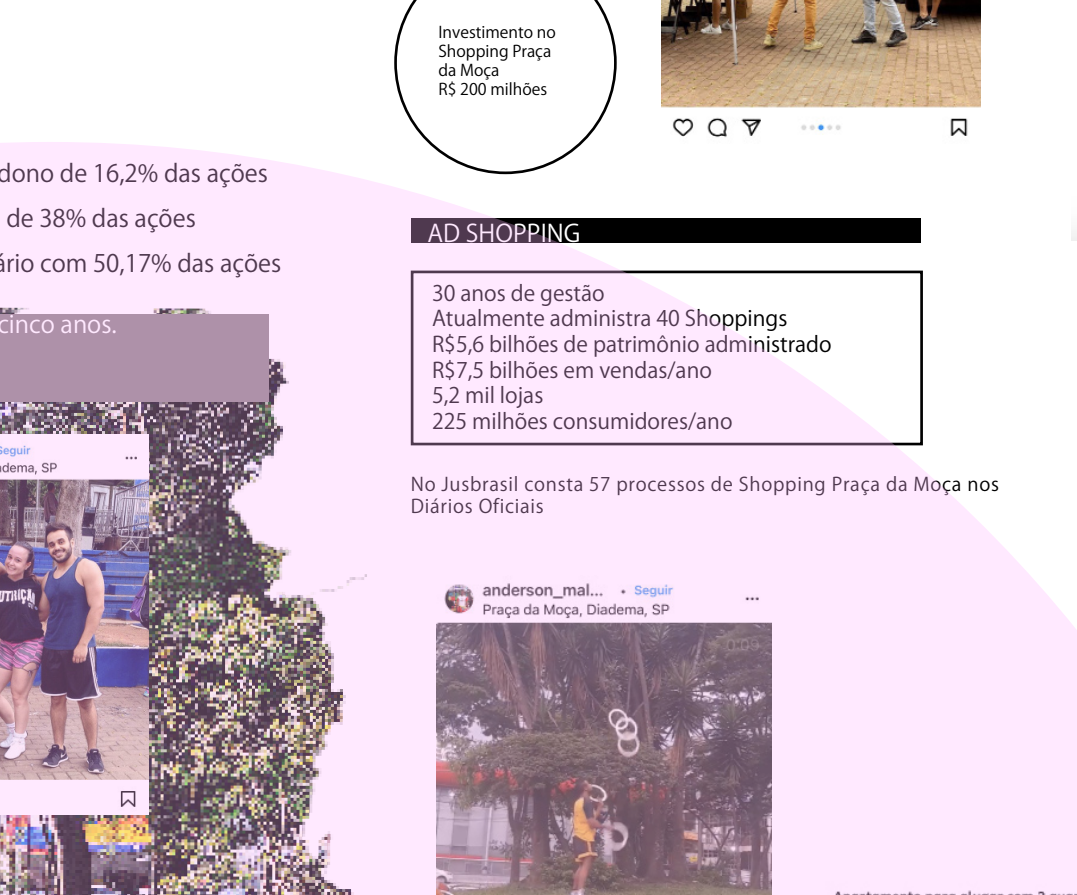 Investimento no
Shopping Praça
da Moça
R$ 200 milhões
dono de 16,2% das ações
de 38% das ações
ário com 50,17% das ações
cinco anos.
AD SHOPPING
30 anos de gestão
Atualmente administra 40 Shoppings
R$5,6 bilhões de patrimônio administrado
R$7,5 bilhões em vendas/ano
5,2 mil lojas
225 milhões consumidores/ano
No Jusbrasil consta 57 processos de Shopping Praça da Moça nos
Diários Oficiais
Seguir
dema, SP
anderson_mal... • Seguir
Praça da Moça, Diadema, SP